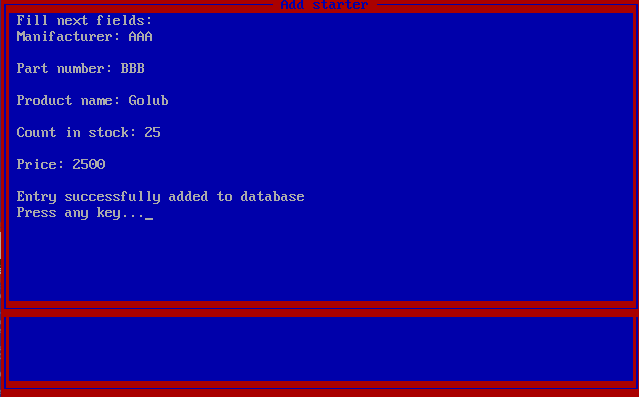 Add starter
Fill next fields:
Manifacturer: AAA
Part number: BBB
Product name: Golub
Count in stock: 25
Price: 2500
Entry successfully added to database
Press any key..._